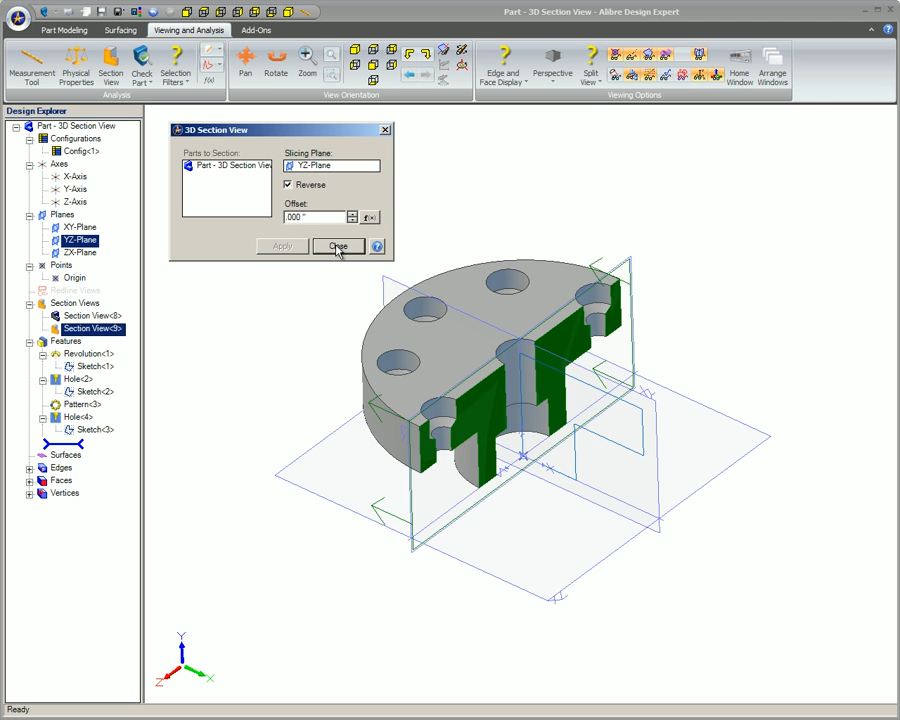 Part - 3D Section View - Alibre Design Expert
Part Modeling
Surfacing
Viewing and Analysis
Add-Ons
Measurement Tool
Physical Properties
Section View
Check Part
Selection Filters
f(x)
Pan
Rotate
Zoom
Edge and Face Display
Perspective
Split View
Home Window
Arrange Windows
Analysis
View Orientation
Viewing Options
Design Explorer
Part - 3D Section View
Configurations
Config<1>
Axes
X-Axis
Y-Axis
Z-Axis
Planes
XY-Plane
YZ-Plane
ZX-Plane
Points
Origin
Redline Views
Section Views
Section View<8>
Section View<9>
Features
Revolution<1>
Sketch<1>
Hole<2>
Sketch<2>
Pattern<3>
Hole<4>
Sketch<3>
Surfaces
Edges
Faces
Vertices
3D Section View
Parts to Section:
Part - 3D Section View
Slicing Plane:
YZ-Plane
Reverse
Offset:
.000 "
f(x)
Apply
Close
Y
Z
X
Ready